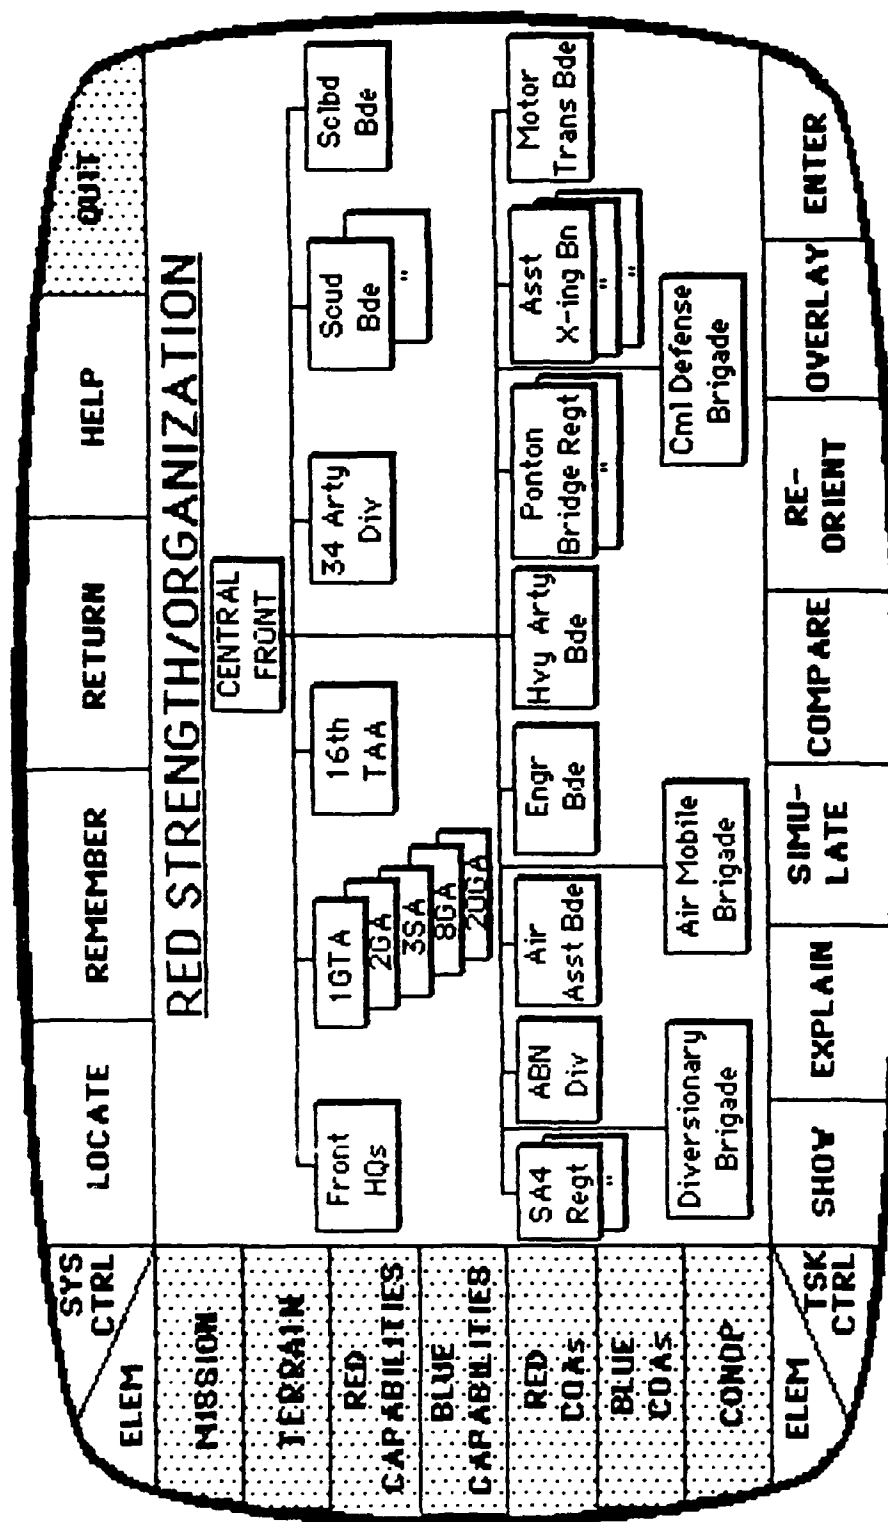 SYS
CTRL
ELEM
LOCATE
REMEMBER
RETURN
HELP
QUIT
MISSION
TERRAIN
RED
CAPABILITIES
BLUE
CAPABILITIES
RED
COAs
BLUE
COAs
CONOP
RED STRENGTH/ORGANIZATION
CENTRAL
FRONT
Front
HQs
1GTA
2GA
3SA
8GA
20GA
16th
TAA
34 Arty
Div
Scud
Bde
"
Sclbd
Bde
SA4
Regt
"
ABN
Div
Air
Asst Bde
Engr
Bde
Hvy Arty
Bde
Ponton
Bridge Regt
"
Asst
X-ing Bn
"
"
Motor
Trans Bde
Diversionary
Brigade
Air Mobile
Brigade
Cml Defense
Brigade
ELEM
TSK
CTRL
SHOW
EXPLAIN
SIMU-
LATE
COMPARE
RE-
ORIENT
OVERLAY
ENTER